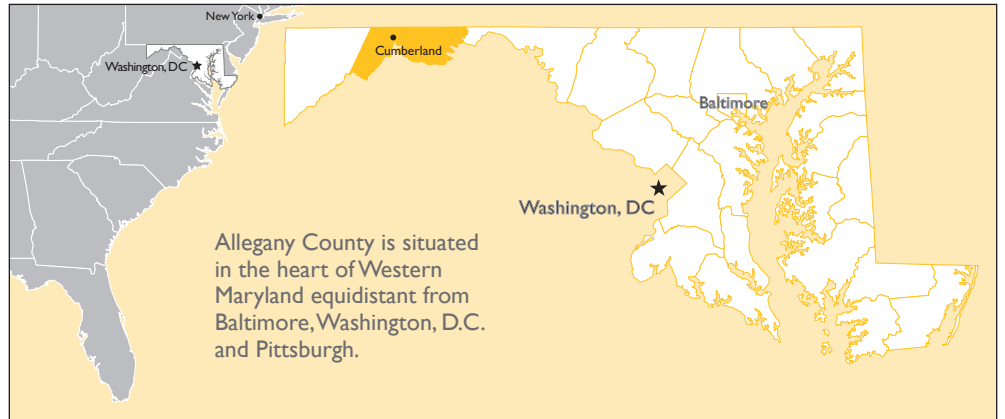 New York
Washington, DC
Cumberland
Baltimore
Washington, DC
Allegany County is situated
in the heart of Western
Maryland equidistant from
Baltimore, Washington, D.C.
and Pittsburgh.